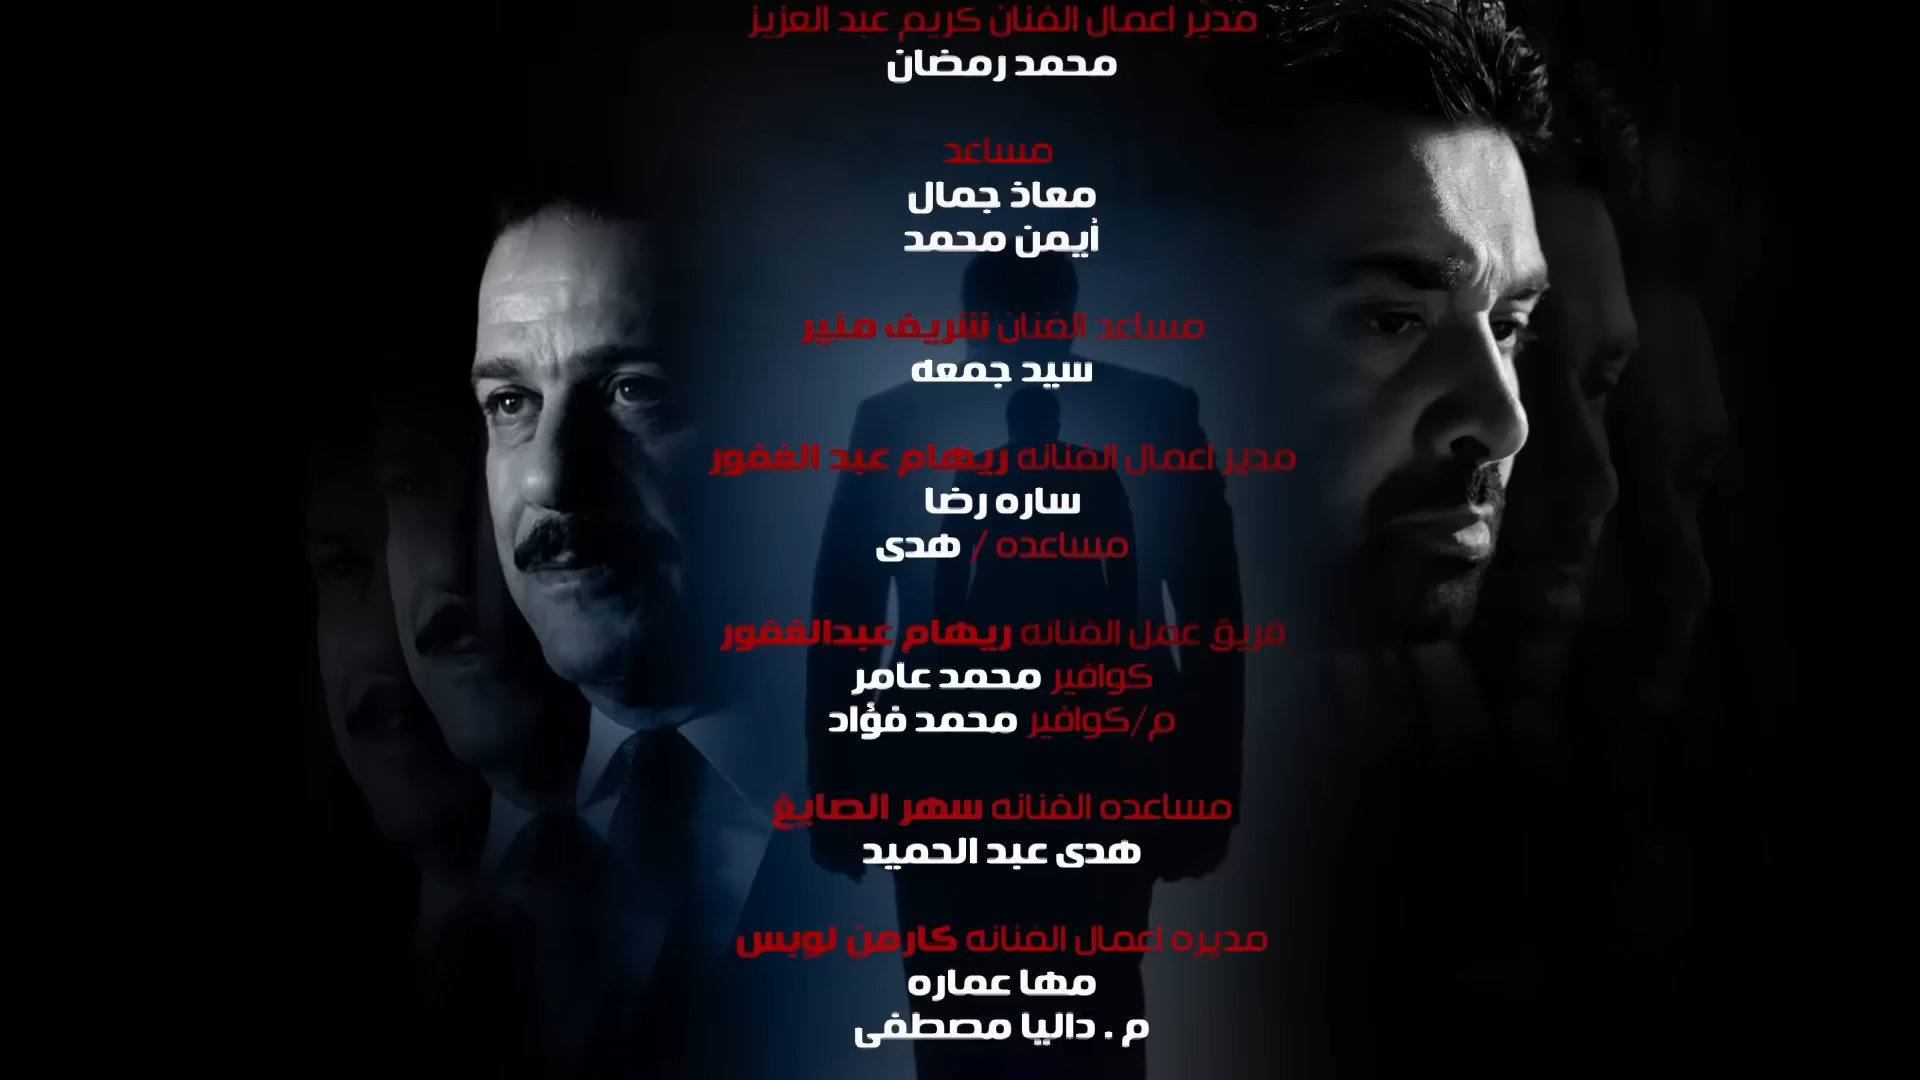 مدير اعمال الفنان كريم عبد العزيز
محمد رمضان
مساعد
معاذ جمال
أيمن محمد
مساعد الفنان شريف منير
سيد جمعه
مدير اعمال الفنانه ريهام عبد الغفور
ساره رضا
مساعده / هدى
فريق عمل الفنانه ريهام عبدالغفور
كوافير محمد عامر
م/كوافير محمد فؤاد
مساعده الفنانه سهر الصايغ
هدى عبد الحميد
مديره اعمال الفنانه كارمن لوبس
مها عماره
م . داليا مصطفى